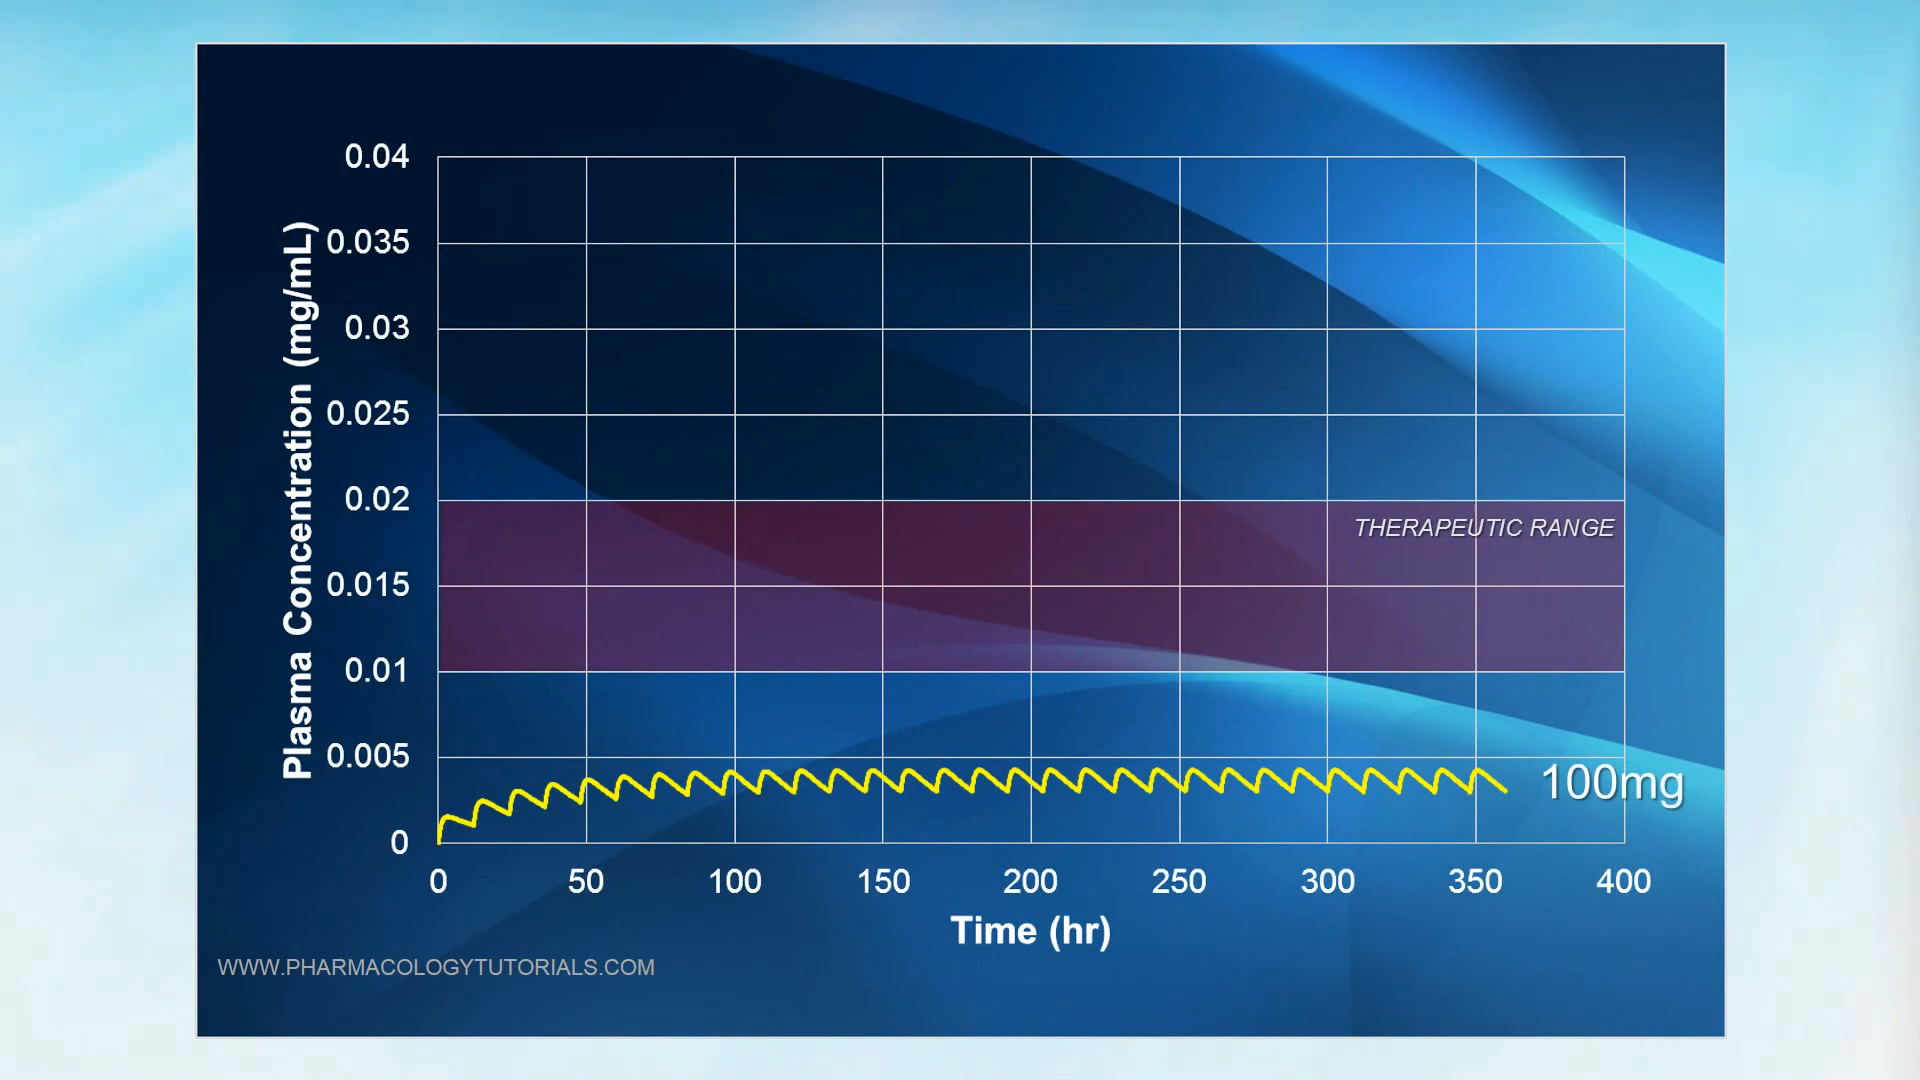 0.04
0.035
0.03
0.025
0.02
0.015
0.01
0.005
0
Plasma Concentration (mg/mL)
THERAPEUTIC RANGE
100mg
0 50 100 150 200 250 300 350 400
Time (hr)
WWW.PHARMACOLOGYTUTORIALS.COM